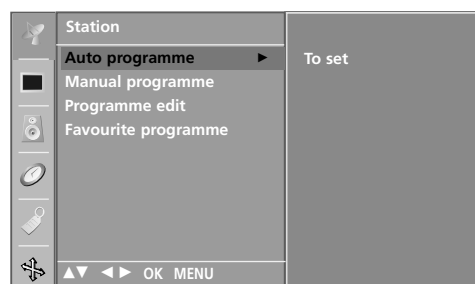 Station
Auto programme ► To set
Manual programme
Programme edit
Favourite programme
▲▼ ◄► OK MENU